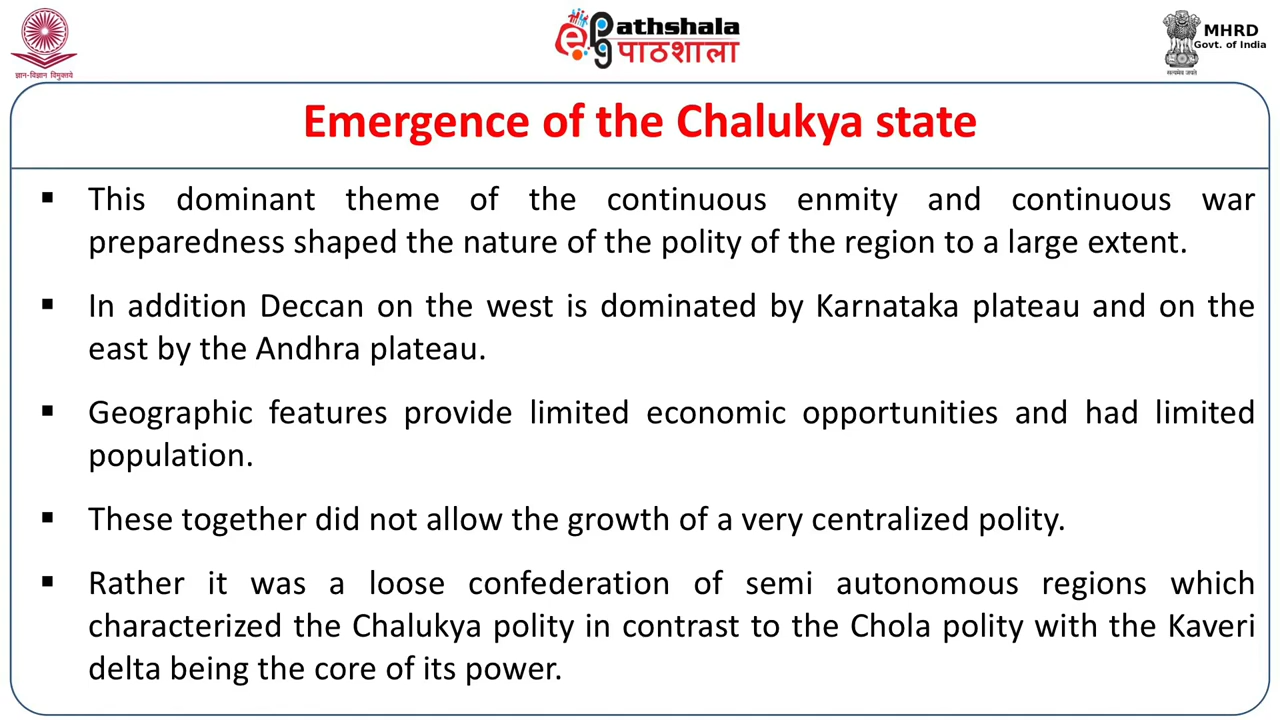 ज्ञान-विज्ञान विमुक्तये
ePgpathshala
पाठशाला
MHRD
Govt. of India
सत्यमेव जयते
Emergence of the Chalukya state
▪ This dominant theme of the continuous enmity and continuous war
preparedness shaped the nature of the polity of the region to a large extent.
▪ In addition Deccan on the west is dominated by Karnataka plateau and on the
east by the Andhra plateau.
▪ Geographic features provide limited economic opportunities and had limited
population.
▪ These together did not allow the growth of a very centralized polity.
▪ Rather it was a loose confederation of semi autonomous regions which
characterized the Chalukya polity in contrast to the Chola polity with the Kaveri
delta being the core of its power.